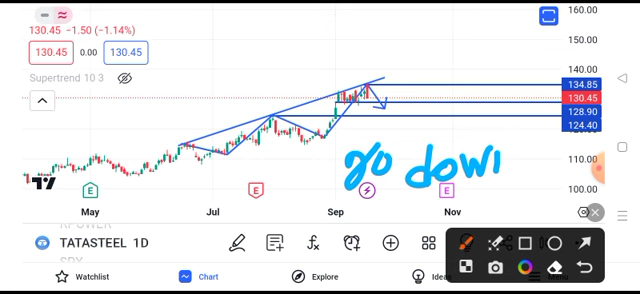 160.00
130.45 −1.50 (−1.14%)
150.00
130.45 0.00 130.45
140.00
Supertrend 10 3
134.85
130.45
128.90
124.40
110.00
go down
100.00
E E E
May Jul Sep Nov
TATASTEEL 1D
Watchlist Chart Explore Ideas Menu